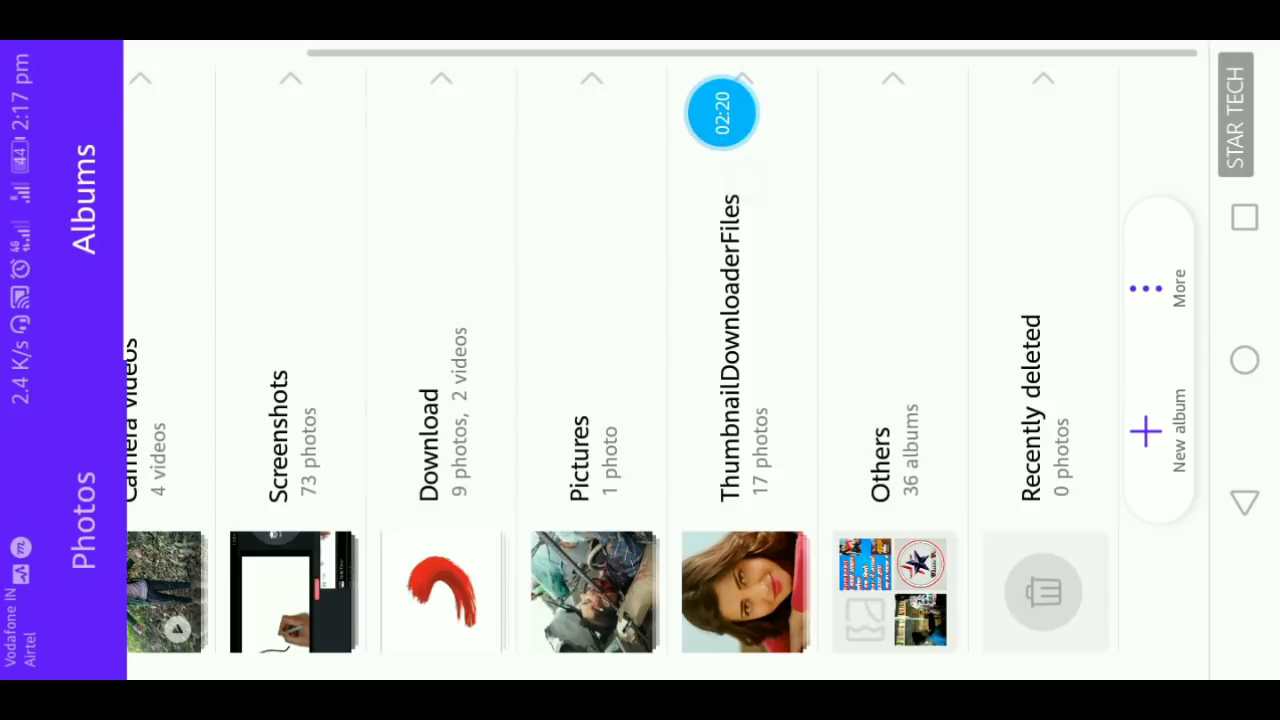 Vodafone IN
Airtel
2.4 K/s
4G
44
2:17 pm
Photos
Albums
Camera videos
4 videos
Screenshots
73 photos
Download
9 photos, 2 videos
Pictures
1 photo
ThumbnailDownloaderFiles
17 photos
02:20
Others
36 albums
Recently deleted
0 photos
New album
More
STAR TECH